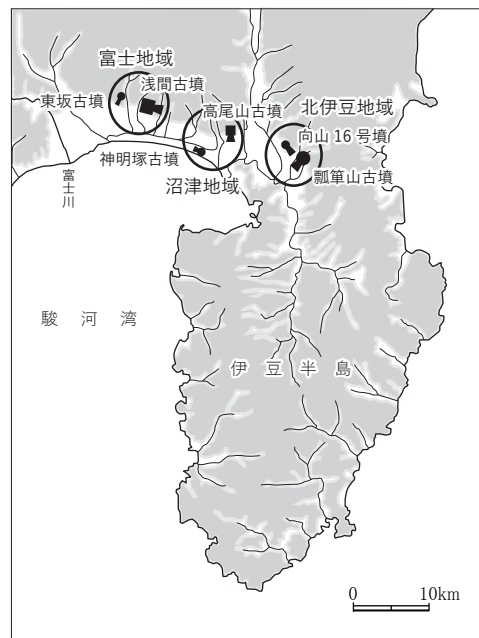 富士地域
浅間古墳
東坂古墳
高尾山古墳
北伊豆地域
向山 16 号墳
神明塚古墳
沼津地域
瓢箪山古墳
富士川
駿河湾
伊豆半島
0 10km